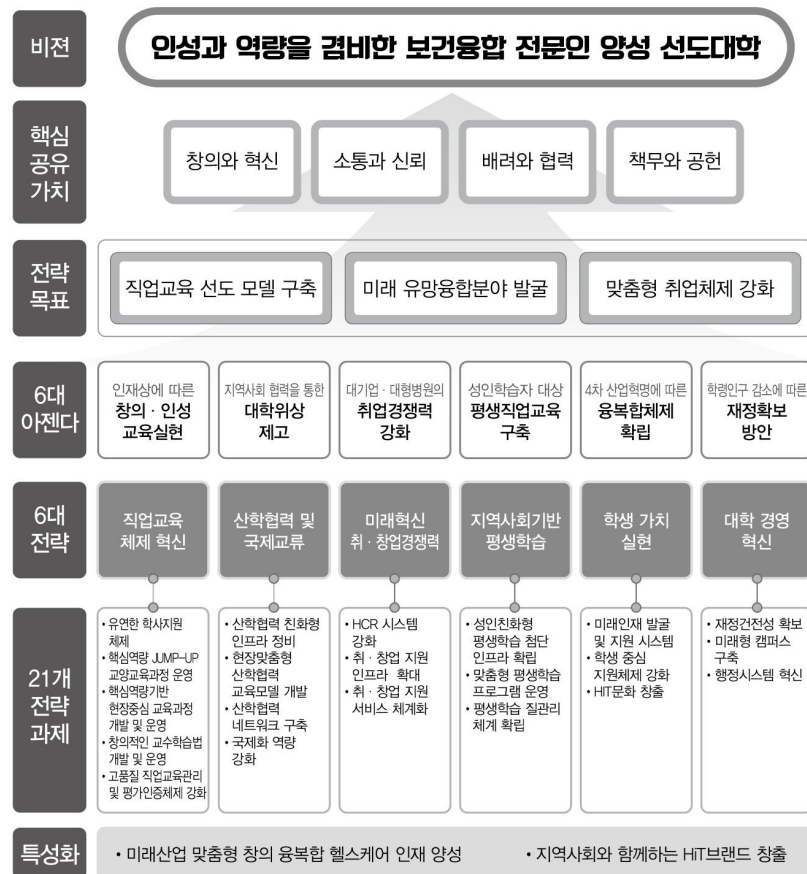 비젼
인성과 역량을 겸비한 보건융합 전문인 양성 선도대학
핵심
공유
가치
창의와 혁신
소통과 신뢰
배려와 협력
책무와 공헌
전략
목표
직업교육 선도 모델 구축
미래 유망융합분야 발굴
맞춤형 취업체제 강화
6대
아젠다
인재상에 따른
창의 · 인성
교육실현
지역사회 협력을 통한
대학위상
제고
대기업 · 대형병원의
취업경쟁력
강화
성인학습자 대상
평생직업교육
구축
4차 산업혁명에 따른
융복합체제
확립
학령인구 감소에 따른
재정확보
방안
6대
전략
직업교육
체제 혁신
산학협력 및
국제교류
미래혁신
취 · 창업경쟁력
지역사회기반
평생학습
학생 가치
실현
대학 경영
혁신
21개
전략
과제
• 유연한 학사지원
체제
• 핵심역량 JUMP-UP
교양교육과정 운영
• 핵심역량기반
현장중심 교육과정
개발 및 운영
• 창의적인 교수학습법
개발 및 운영
• 고품질 직업교육관리
및 평가인증체제 강화
• 산학협력 친화형
인프라 정비
• 현장맞춤형
산학협력
교육모델 개발
• 산학협력
네트워크 구축
• 국제화 역량
강화
• HCR 시스템
강화
• 취 · 창업 지원
인프라 확대
• 취 · 창업 지원
서비스 체계화
• 성인친화형
평생학습 첨단
인프라 확립
• 맞춤형 평생학습
프로그램 운영
• 평생학습 질관리
체계 확립
• 미래인재 발굴
및 지원 시스템
• 학생 중심
지원체제 강화
• HiT문화 창출
• 재정건전성 확보
• 미래형 캠퍼스
구축
• 행정시스템 혁신
특성화
• 미래산업 맞춤형 창의 융복합 헬스케어 인재 양성
• 지역사회와 함께하는 HiT브랜드 창출